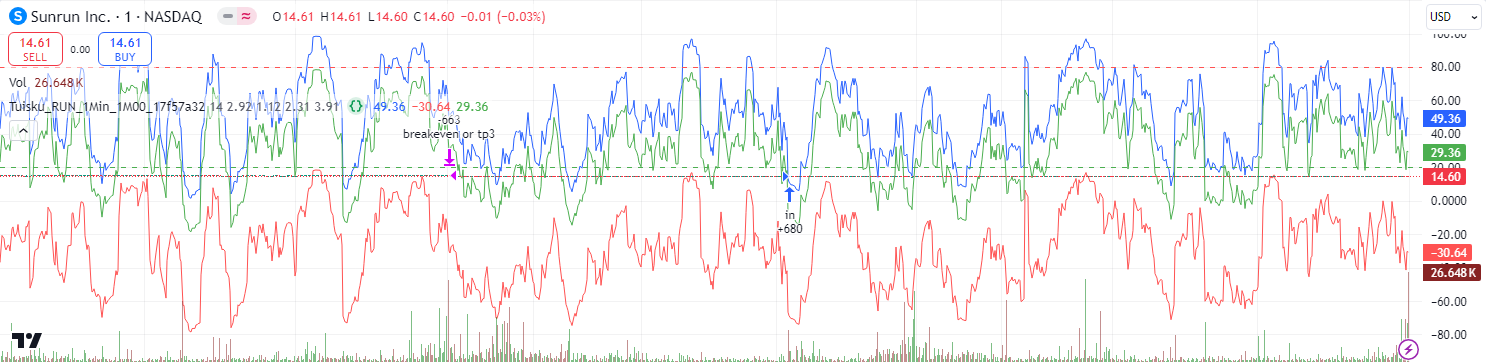 S Sunrun Inc. · 1 · NASDAQ O14.61 H14.61 L14.60 C14.60 −0.01 (−0.03%) USD
14.61 SELL 0.00 14.61 BUY
Vol 26.648 K
Tuisku_RUN_1Min_1M00_17f57a32 14 2.92 1.12 2.31 3.91 {} 49.36 −30.64 29.36
breakeven or tp3
in
+680
100.00
80.00
60.00
49.36
40.00
29.36
20.00
14.60
0.0000
−20.00
−30.64
26.648 K
−60.00
−80.00